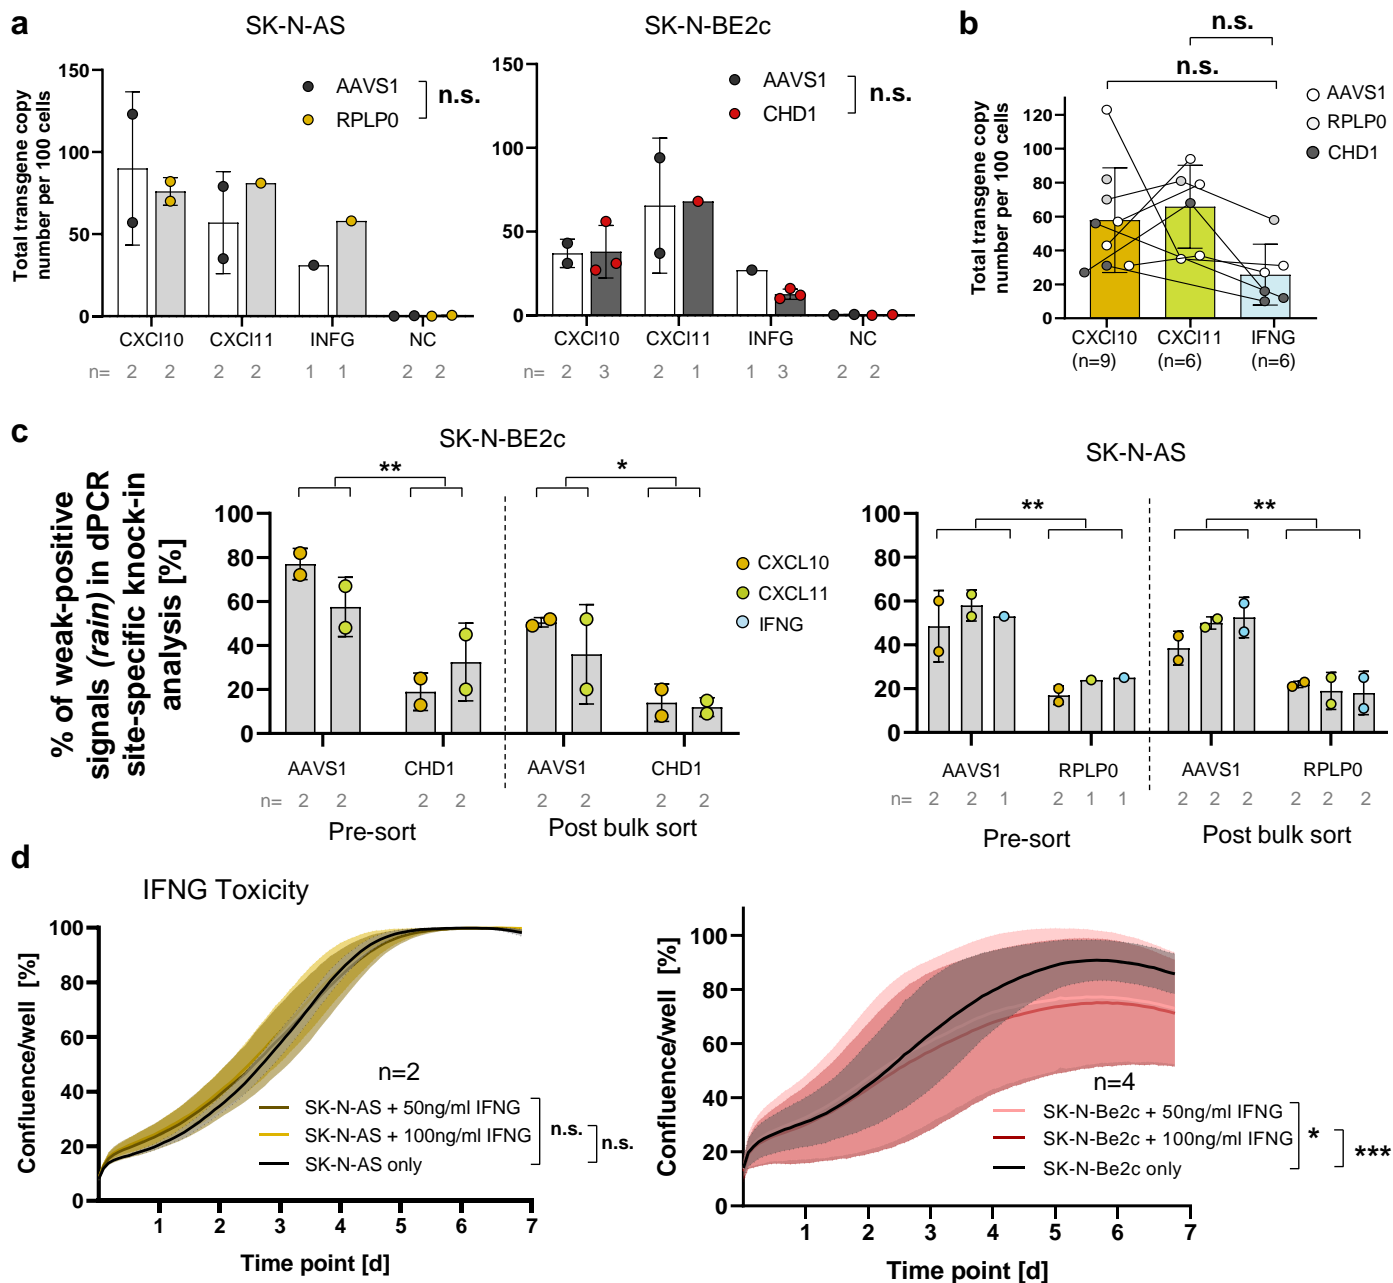 a
SK-N-AS
SK-N-BE2c
b
n.s.
n.s.
Total transgene copy
number per 100 cells
150
100
50
0
AAVS1
RPLP0
n.s.
CXCl10
CXCl11
INFG
NC
n= 2 2 2 2 1 1 2 2
150
100
50
0
AAVS1
CHD1
n.s.
CXCl10
CXCl11
INFG
NC
2 3 2 1 1 3 2 2
Total transgene copy
number per 100 cells
120
100
80
60
40
20
0
AAVS1
RPLP0
CHD1
CXCl10
(n=9)
CXCl11
(n=6)
IFNG
(n=6)
c
SK-N-BE2c
SK-N-AS
% of weak-positive
signals (rain) in dPCR
site-specific knock-in
analysis [%]
** *
100
80
60
40
20
0
CXCL10
CXCL11
IFNG
AAVS1 CHD1 AAVS1 CHD1
n= 2 2 2 2 2 2 2 2
Pre-sort Post bulk sort
** **
100
80
60
40
20
0
AAVS1 RPLP0 AAVS1 RPLP0
n= 2 2 1 2 1 1 2 2 2 2 2 2
Pre-sort Post bulk sort
d
IFNG Toxicity
Confluence/well [%]
100
80
60
40
20
0
n=2
SK-N-AS + 50ng/ml IFNG
SK-N-AS + 100ng/ml IFNG
SK-N-AS only
n.s.
n.s.
1 2 3 4 5 6 7
Time point [d]
Confluence/well [%]
100
80
60
40
20
0
n=4
SK-N-Be2c + 50ng/ml IFNG
SK-N-Be2c + 100ng/ml IFNG
SK-N-Be2c only
*
***
1 2 3 4 5 6 7
Time point [d]